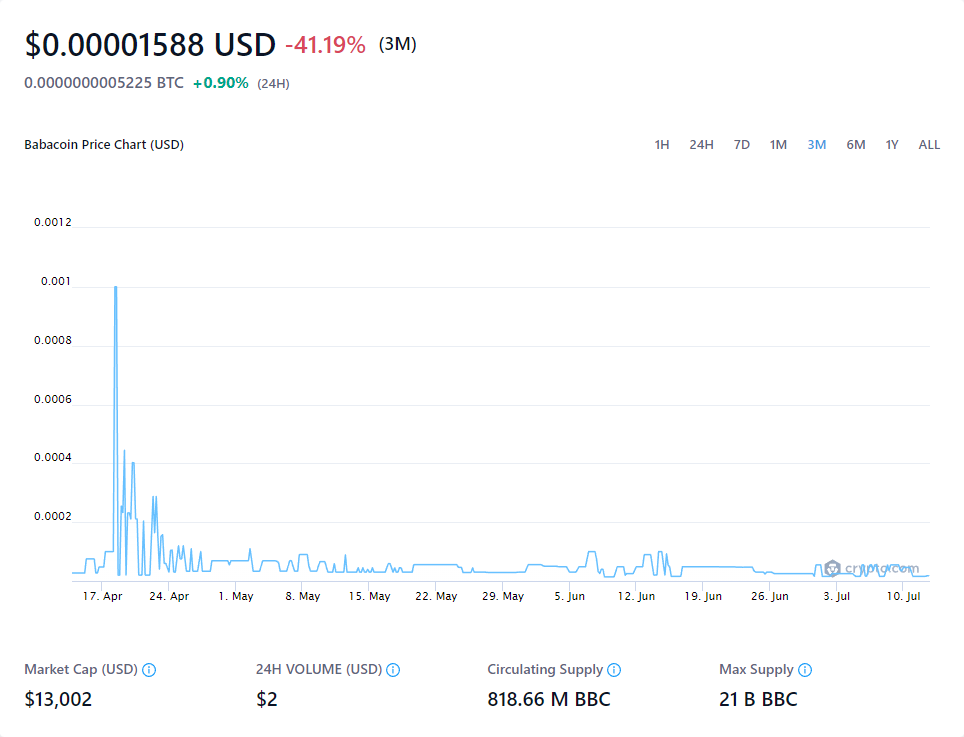 $0.00001588 USD -41.19% (3M)
0.0000000005225 BTC +0.90% (24H)
Babacoin Price Chart (USD) 1H 24H 7D 1M 3M 6M 1Y ALL
0.0012
0.001
0.0008
0.0006
0.0004
0.0002
crypto.com
17. Apr 24. Apr 1. May 8. May 15. May 22. May 29. May 5. Jun 12. Jun 19. Jun 26. Jun 3. Jul 10. Jul
Market Cap (USD) 24H VOLUME (USD) Circulating Supply Max Supply
$13,002 $2 818.66 M BBC 21 B BBC